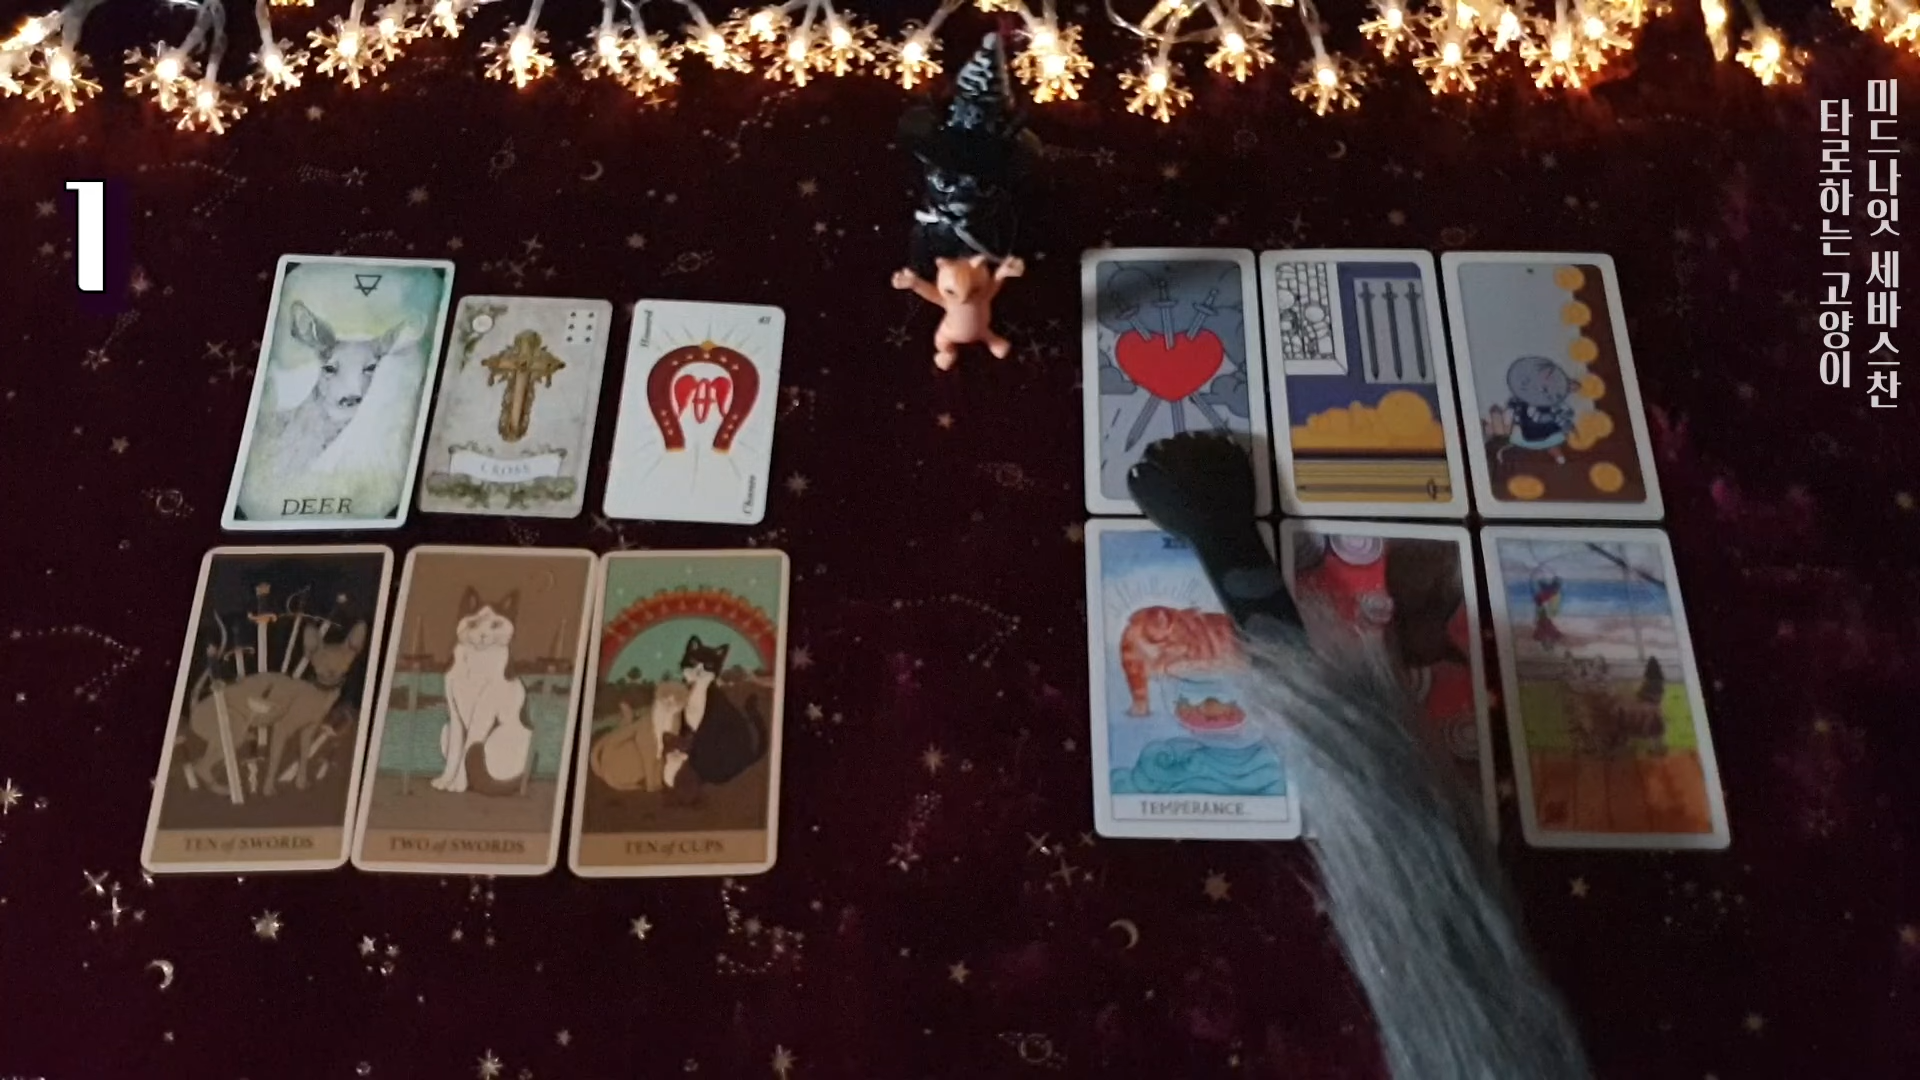 1
미드나잇 세바스찬
타로하는 고양이
DEER
CROSS
43
TEN of SWORDS
TWO of SWORDS
TEN of CUPS
TEMPERANCE.